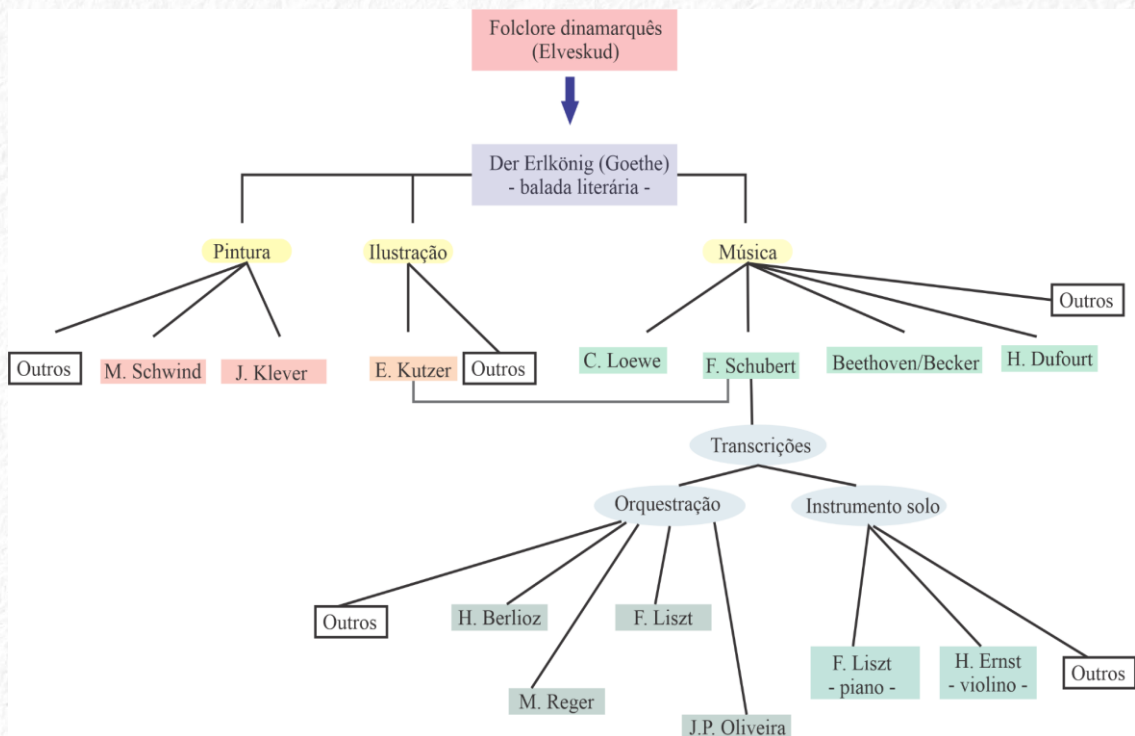 Folclore dinamarquês
(Elveskud)
Der Erlkönig (Goethe)
- balada literária -
Pintura
Ilustração
Música
Outros
Outros
M. Schwind
J. Klever
E. Kutzer
Outros
C. Loewe
F. Schubert
Beethoven/Becker
H. Dufourt
Transcrições
Orquestração
Instrumento solo
Outros
H. Berlioz
F. Liszt
M. Reger
J.P. Oliveira
F. Liszt
- piano -
H. Ernst
- violino -
Outros